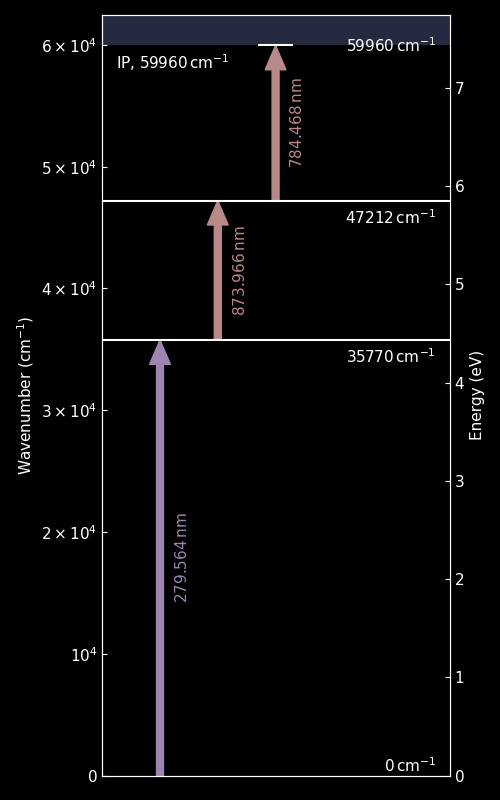 6 × 10⁴
59960 cm⁻¹
IP, 59960 cm⁻¹
7
784.468 nm
5 × 10⁴
6
47212 cm⁻¹
873.966 nm
5
4 × 10⁴
35770 cm⁻¹
4
Wavenumber (cm⁻¹)
Energy (eV)
3 × 10⁴
3
279.564 nm
2 × 10⁴
2
10⁴
1
0 cm⁻¹
0
0